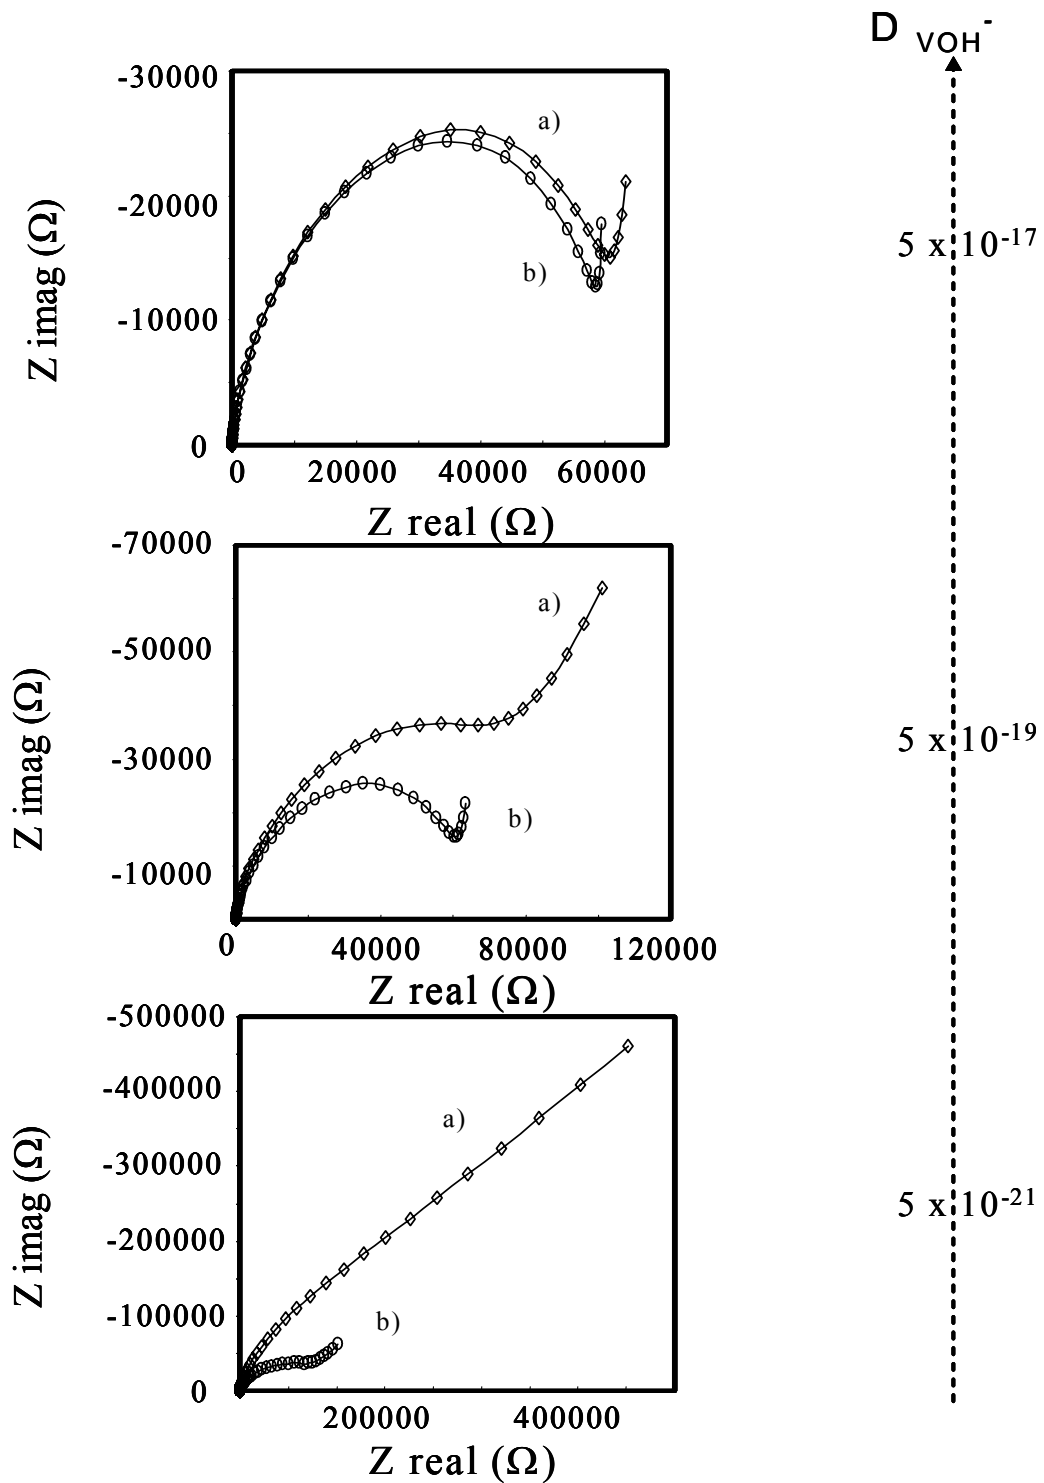 D VOH-
-30000
-20000
-10000
0
Z imag (Ω)
a)
b)
0 20000 40000 60000
Z real (Ω)
5 x 10-17
-70000
-50000
-30000
-10000
Z imag (Ω)
a)
b)
0 40000 80000 120000
Z real (Ω)
5 x 10-19
-500000
-400000
-300000
-200000
-100000
0
Z imag (Ω)
a)
b)
200000 400000
Z real (Ω)
5 x 10-21